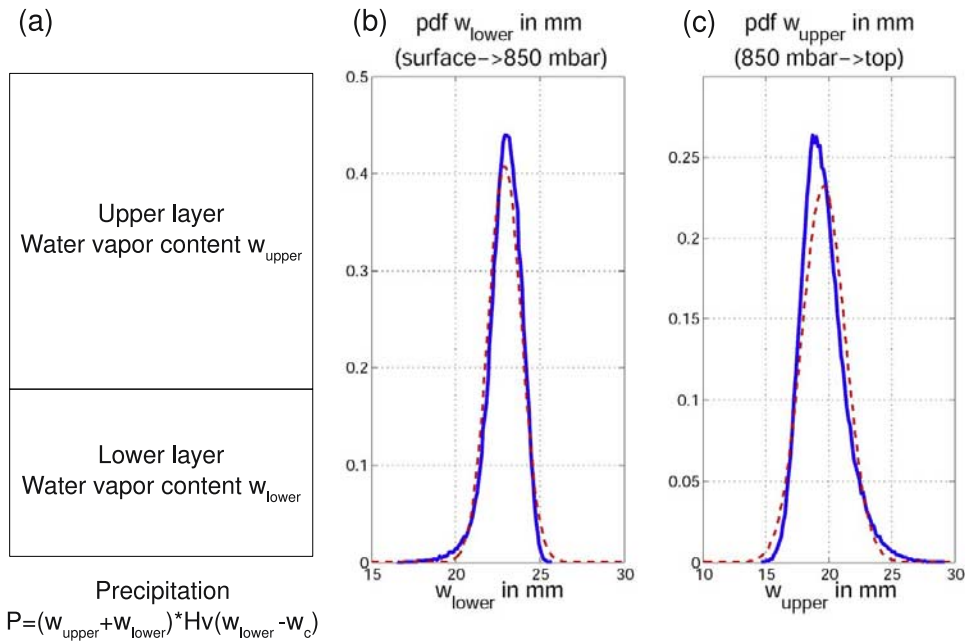 (a)
Upper layer
Water vapor content w_upper
Lower layer
Water vapor content w_lower
Precipitation
P=(w_upper+w_lower)*Hv(w_lower-w_c)
(b)
pdf w_lower in mm
(surface->850 mbar)
0.5
0.4
0.3
0.2
0.1
0
15 20 25 30
w_lower in mm
(c)
pdf w_upper in mm
(850 mbar->top)
0.25
0.2
0.15
0.1
0.05
0
10 15 20 25 30
w_upper in mm